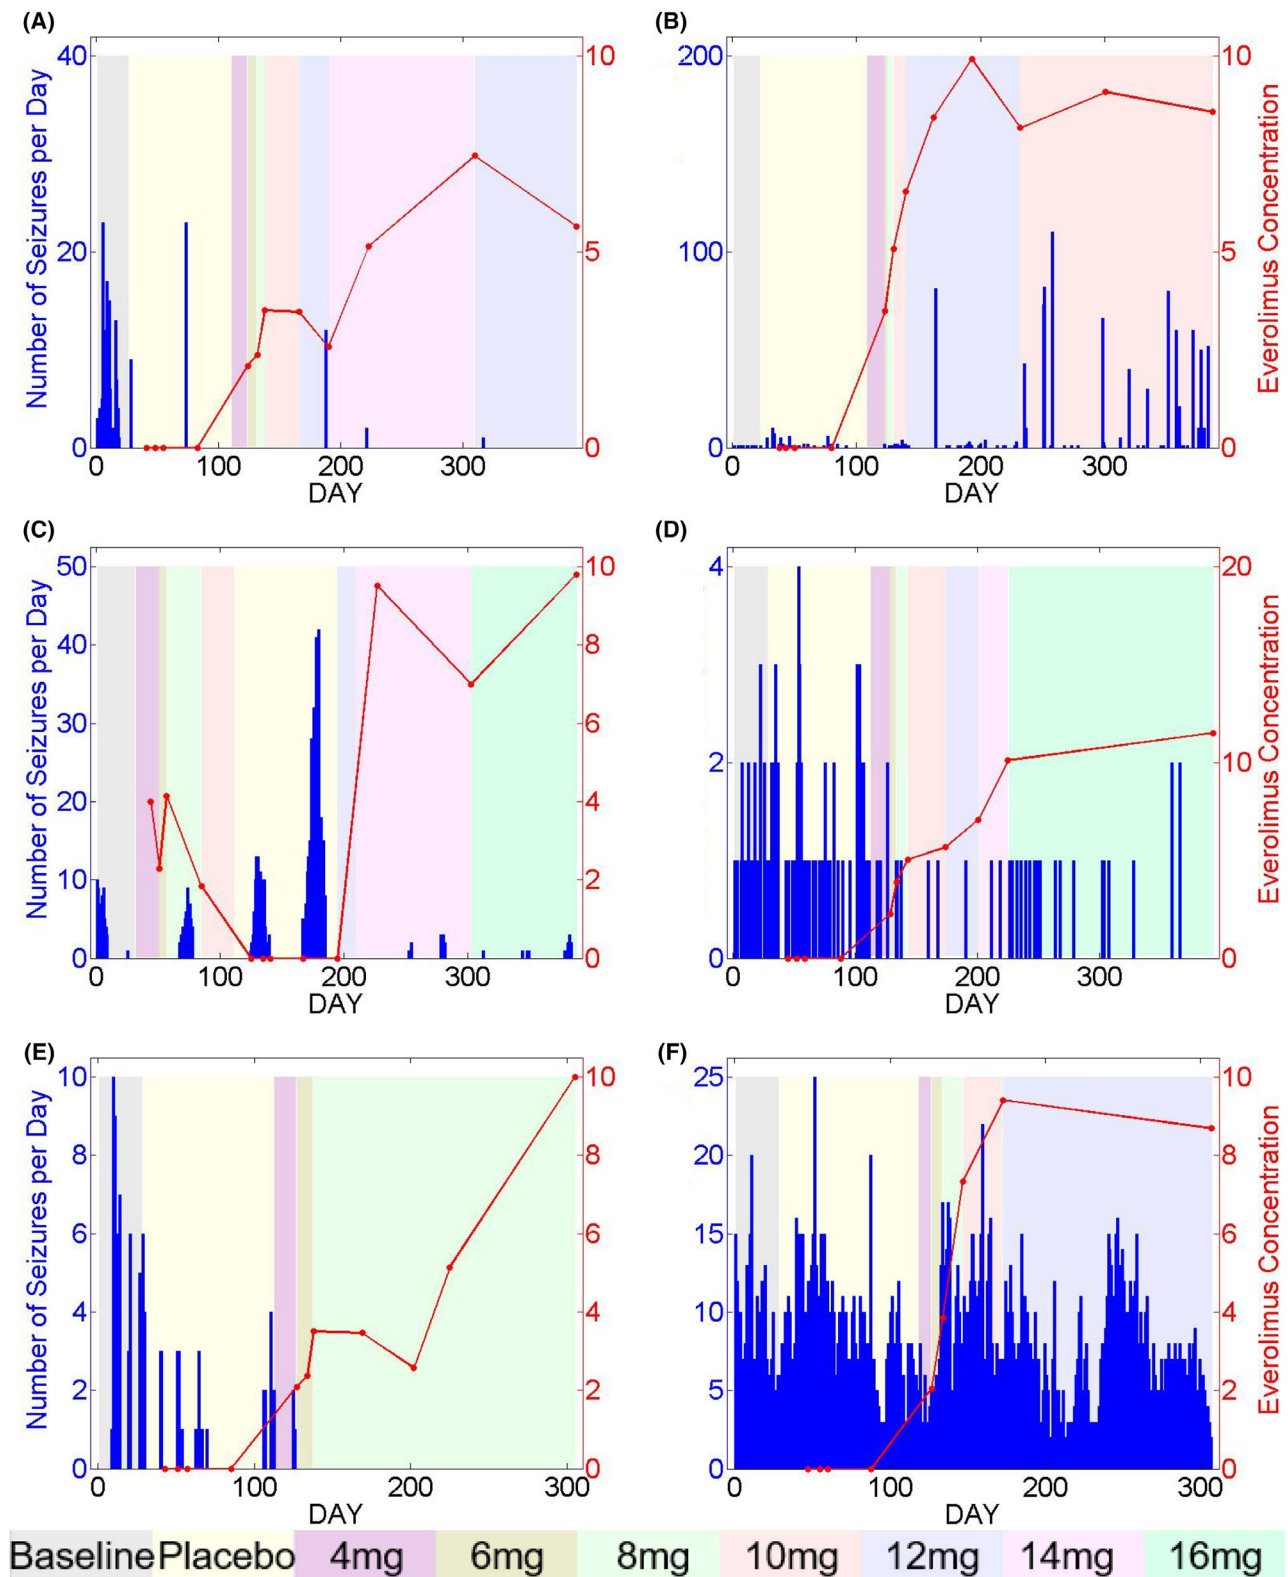 (A)
Number of Seizures per Day
40
20
0
10
5
0
0 100 200 300
DAY
(B)
200
100
0
10
5
0
Everolimus Concentration
0 100 200 300
DAY
(C)
Number of Seizures per Day
50
40
30
20
10
0
10
8
6
4
2
0
0 100 200 300
DAY
(D)
4
2
0
20
10
0
Everolimus Concentration
0 100 200 300
DAY
(E)
Number of Seizures per Day
10
8
6
4
2
0
10
8
6
4
2
0
0 100 200 300
DAY
(F)
25
20
15
10
5
0
10
8
6
4
2
0
Everolimus Concentration
0 100 200 300
DAY
Baseline Placebo 4mg 6mg 8mg 10mg 12mg 14mg 16mg